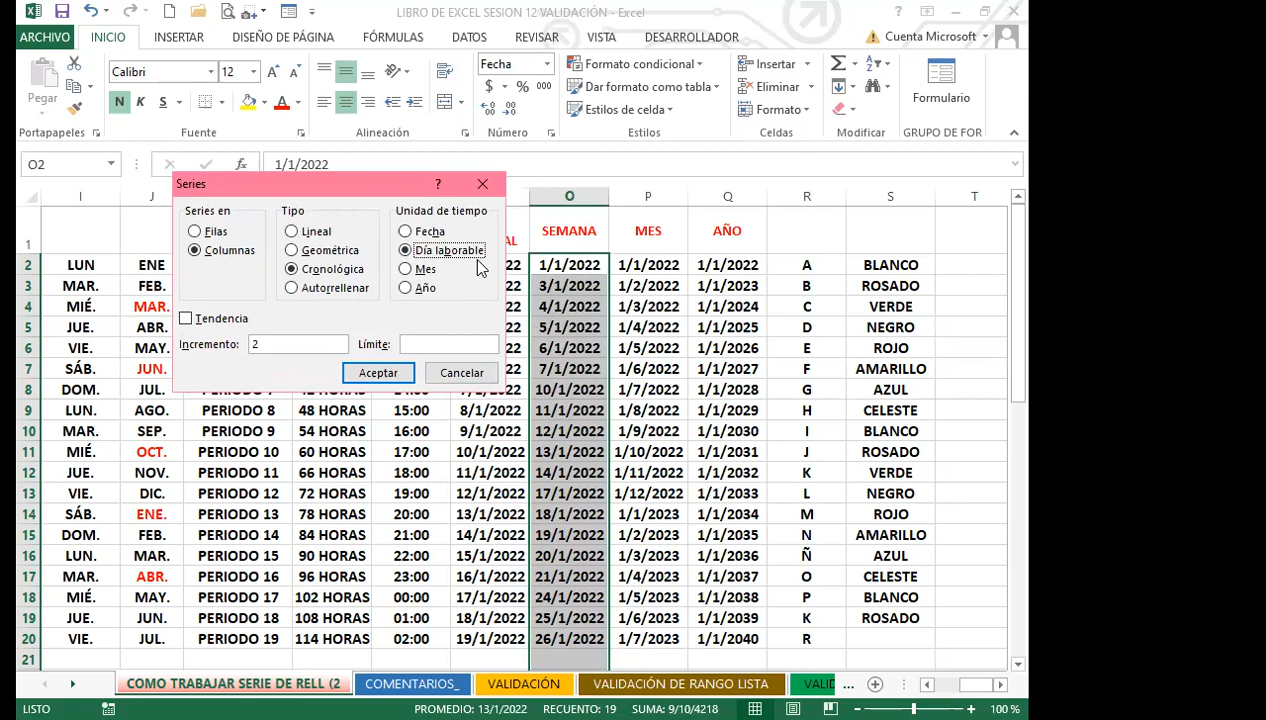 LIBRO DE EXCEL SESION 12 VALIDACIÓN - Excel
ARCHIVO INICIO INSERTAR DISEÑO DE PÁGINA FÓRMULAS DATOS REVISAR VISTA DESARROLLADOR Cuenta Microsoft
Pegar Calibri 12 Fecha Formato condicional Insertar Formulario
N K S $ % 000 Dar formato como tabla Eliminar
Estilos de celda Formato
Portapapeles Fuente Alineación Número Estilos Celdas Modificar GRUPO DE FOR
O2 fx 1/1/2022
Series ?
Series en Tipo Unidad de tiempo
Filas Lineal Fecha
Columnas Geométrica Día laborable
Cronológica Mes
Autorrellenar Año
Tendencia
Incremento: 2 Límite:
Aceptar Cancelar
I J O P Q R S T
1 AL SEMANA MES AÑO
2 LUN ENE 22 1/1/2022 1/1/2022 1/1/2022 A BLANCO
3 MAR. FEB. 22 3/1/2022 1/2/2022 1/1/2023 B ROSADO
4 MIÉ. MAR. 22 4/1/2022 1/3/2022 1/1/2024 C VERDE
5 JUE. ABR. 22 5/1/2022 1/4/2022 1/1/2025 D NEGRO
6 VIE. MAY. 22 6/1/2022 1/5/2022 1/1/2026 E ROJO
7 SÁB. JUN. 22 7/1/2022 1/6/2022 1/1/2027 F AMARILLO
8 DOM. JUL. 10/1/2022 1/7/2022 1/1/2028 G AZUL
9 LUN. AGO. PERIODO 8 48 HORAS 15:00 8/1/2022 11/1/2022 1/8/2022 1/1/2029 H CELESTE
10 MAR. SEP. PERIODO 9 54 HORAS 16:00 9/1/2022 12/1/2022 1/9/2022 1/1/2030 I BLANCO
11 MIÉ. OCT. PERIODO 10 60 HORAS 17:00 10/1/2022 13/1/2022 1/10/2022 1/1/2031 J ROSADO
12 JUE. NOV. PERIODO 11 66 HORAS 18:00 11/1/2022 14/1/2022 1/11/2022 1/1/2032 K VERDE
13 VIE. DIC. PERIODO 12 72 HORAS 19:00 12/1/2022 17/1/2022 1/12/2022 1/1/2033 L NEGRO
14 SÁB. ENE. PERIODO 13 78 HORAS 20:00 13/1/2022 18/1/2022 1/1/2023 1/1/2034 M ROJO
15 DOM. FEB. PERIODO 14 84 HORAS 21:00 14/1/2022 19/1/2022 1/2/2023 1/1/2035 N AMARILLO
16 LUN. MAR. PERIODO 15 90 HORAS 22:00 15/1/2022 20/1/2022 1/3/2023 1/1/2036 Ñ AZUL
17 MAR. ABR. PERIODO 16 96 HORAS 23:00 16/1/2022 21/1/2022 1/4/2023 1/1/2037 O CELESTE
18 MIÉ. MAY. PERIODO 17 102 HORAS 00:00 17/1/2022 24/1/2022 1/5/2023 1/1/2038 P BLANCO
19 JUE. JUN. PERIODO 18 108 HORAS 01:00 18/1/2022 25/1/2022 1/6/2023 1/1/2039 K ROSADO
20 VIE. JUL. PERIODO 19 114 HORAS 02:00 19/1/2022 26/1/2022 1/7/2023 1/1/2040 R
21
COMO TRABAJAR SERIE DE RELL (2 COMENTARIOS_ VALIDACIÓN VALIDACIÓN DE RANGO LISTA VALID ...
LISTO PROMEDIO: 13/1/2022 RECUENTO: 19 SUMA: 9/10/4218 100 %